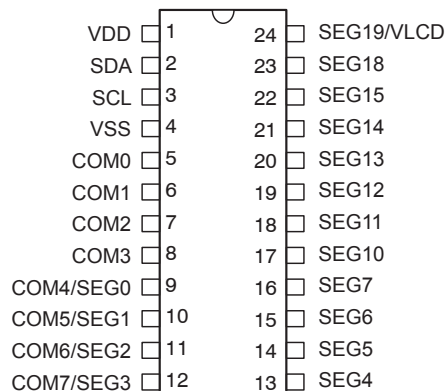 VDD 1 24 SEG19/VLCD
SDA 2 23 SEG18
SCL 3 22 SEG15
VSS 4 21 SEG14
COM0 5 20 SEG13
COM1 6 19 SEG12
COM2 7 18 SEG11
COM3 8 17 SEG10
COM4/SEG0 9 16 SEG7
COM5/SEG1 10 15 SEG6
COM6/SEG2 11 14 SEG5
COM7/SEG3 12 13 SEG4